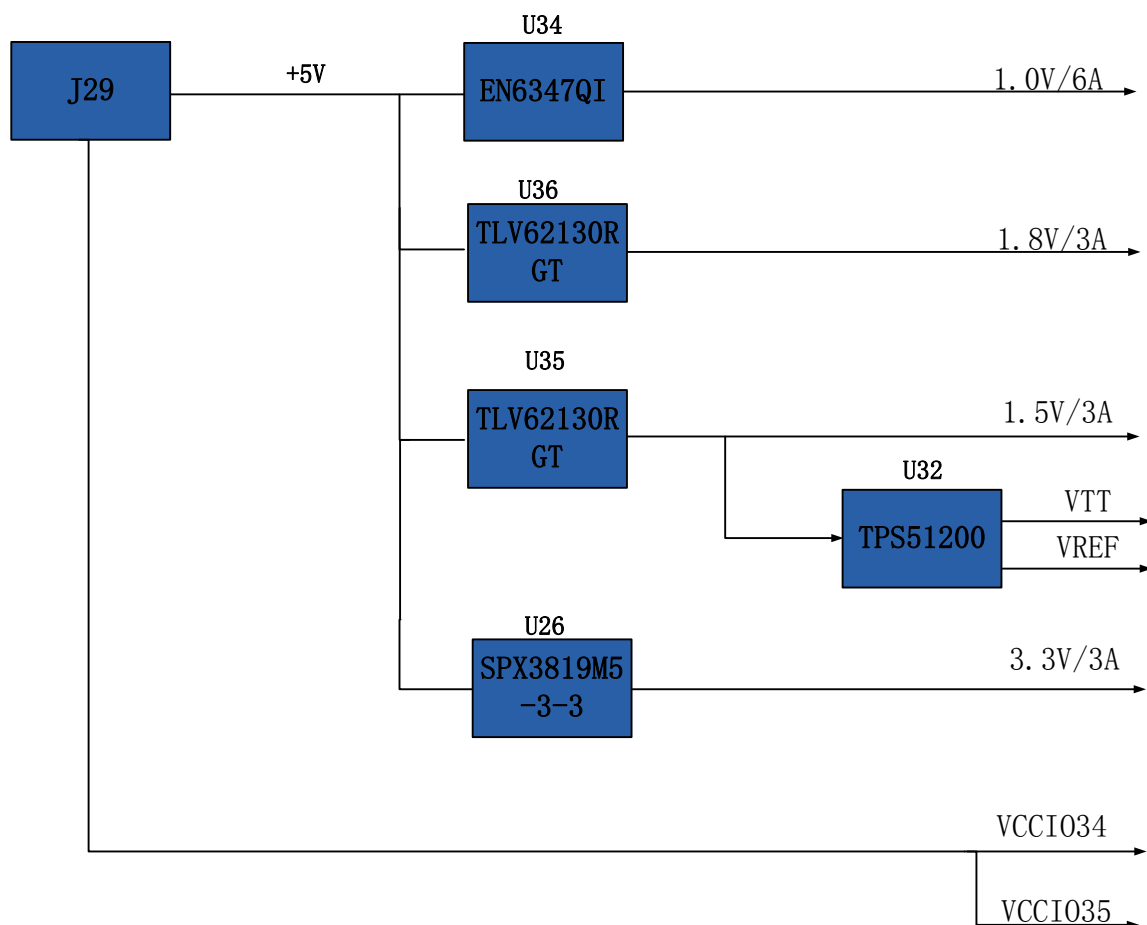 U34
J29
+5V
EN6347QI
1.0V/6A
U36
TLV62130R
GT
1.8V/3A
U35
TLV62130R
GT
1.5V/3A
U32
TPS51200
VTT
VREF
U26
SPX3819M5
-3-3
3.3V/3A
VCCIO34
VCCIO35